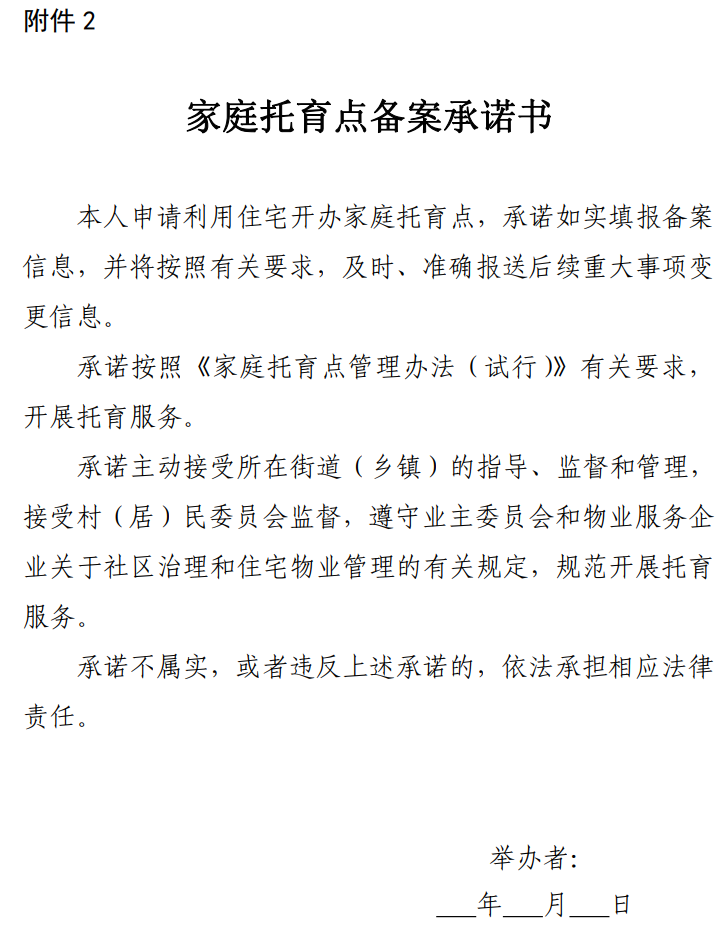 附件 2
家庭托育点备案承诺书
本人申请利用住宅开办家庭托育点，承诺如实填报备案
信息，并将按照有关要求，及时、准确报送后续重大事项变
更信息。
承诺按照《家庭托育点管理办法（试行）》有关要求，
开展托育服务。
承诺主动接受所在街道（乡镇）的指导、监督和管理，
接受村（居）民委员会监督，遵守业主委员会和物业服务企
业关于社区治理和住宅物业管理的有关规定，规范开展托育
服务。
承诺不属实，或者违反上述承诺的，依法承担相应法律
责任。
举办者：
___年___月___日